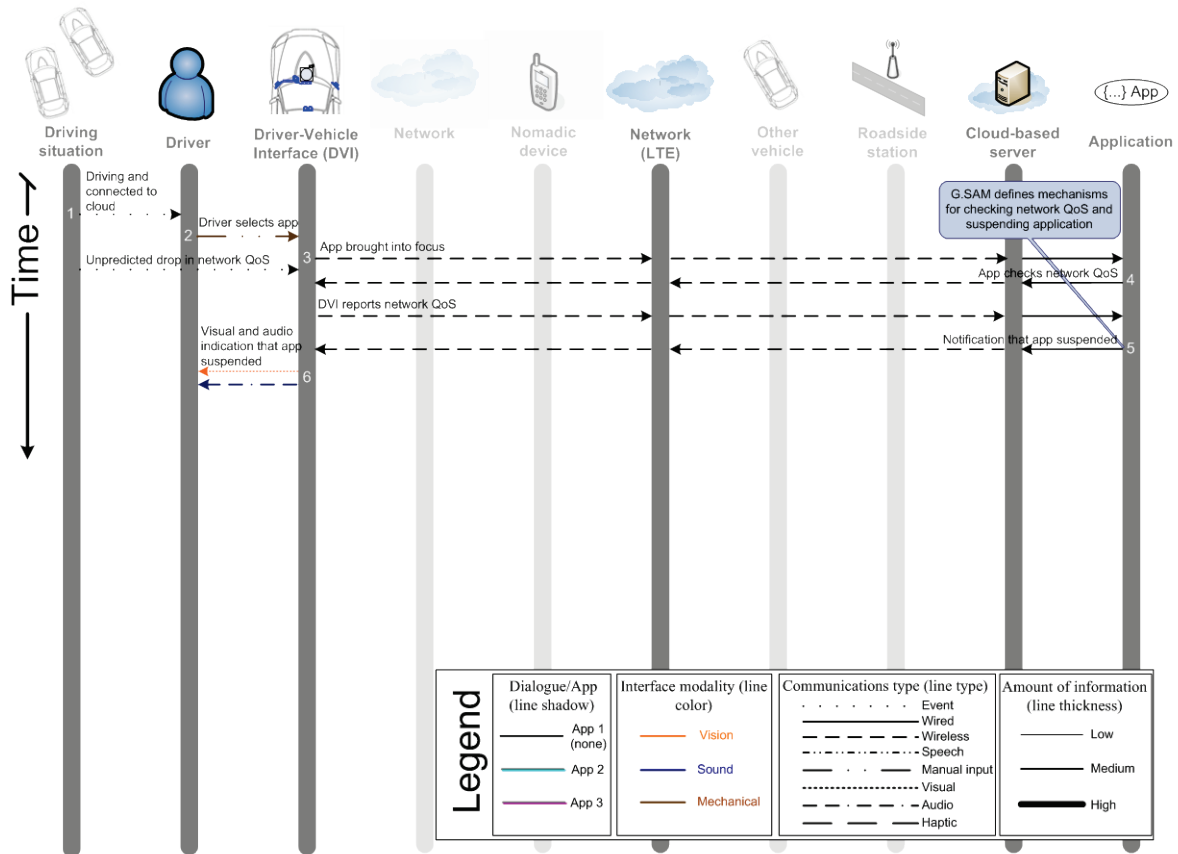 {...} App
Driving
situation
Driver
Driver-Vehicle
Interface (DVI)
Network
Nomadic
device
Network
(LTE)
Other
vehicle
Roadside
station
Cloud-based
server
Application
Time
Driving and
connected to
cloud
1
G.SAM defines mechanisms
for checking network QoS and
suspending application
Driver selects app
2
App brought into focus
3
Unpredicted drop in network QoS
App checks network QoS
4
DVI reports network QoS
Visual and audio
indication that app
suspended
Notification that app suspended
5
6
Legend
Dialogue/App
(line shadow)
App 1
(none)
App 2
App 3
Interface modality (line
color)
Vision
Sound
Mechanical
Communications type (line type)
Event
Wired
Wireless
Speech
Manual input
Visual
Audio
Haptic
Amount of information
(line thickness)
Low
Medium
High